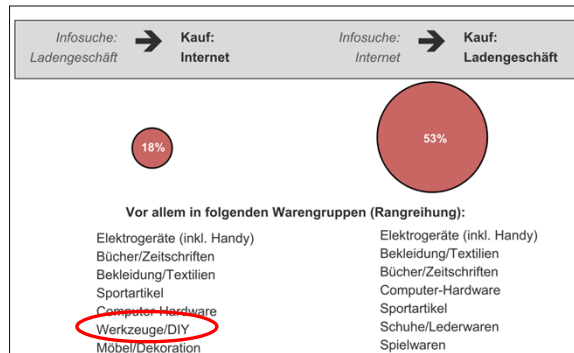 Infosuche:
Ladengeschäft
Kauf:
Internet
Infosuche:
Internet
Kauf:
Ladengeschäft
18%
53%
Vor allem in folgenden Warengruppen (Rangreihung):
Elektrogeräte (inkl. Handy)
Bücher/Zeitschriften
Bekleidung/Textilien
Sportartikel
Computer-Hardware
Werkzeuge/DIY
Möbel/Dekoration
Elektrogeräte (inkl. Handy)
Bekleidung/Textilien
Bücher/Zeitschriften
Computer-Hardware
Sportartikel
Schuhe/Lederwaren
Spielwaren